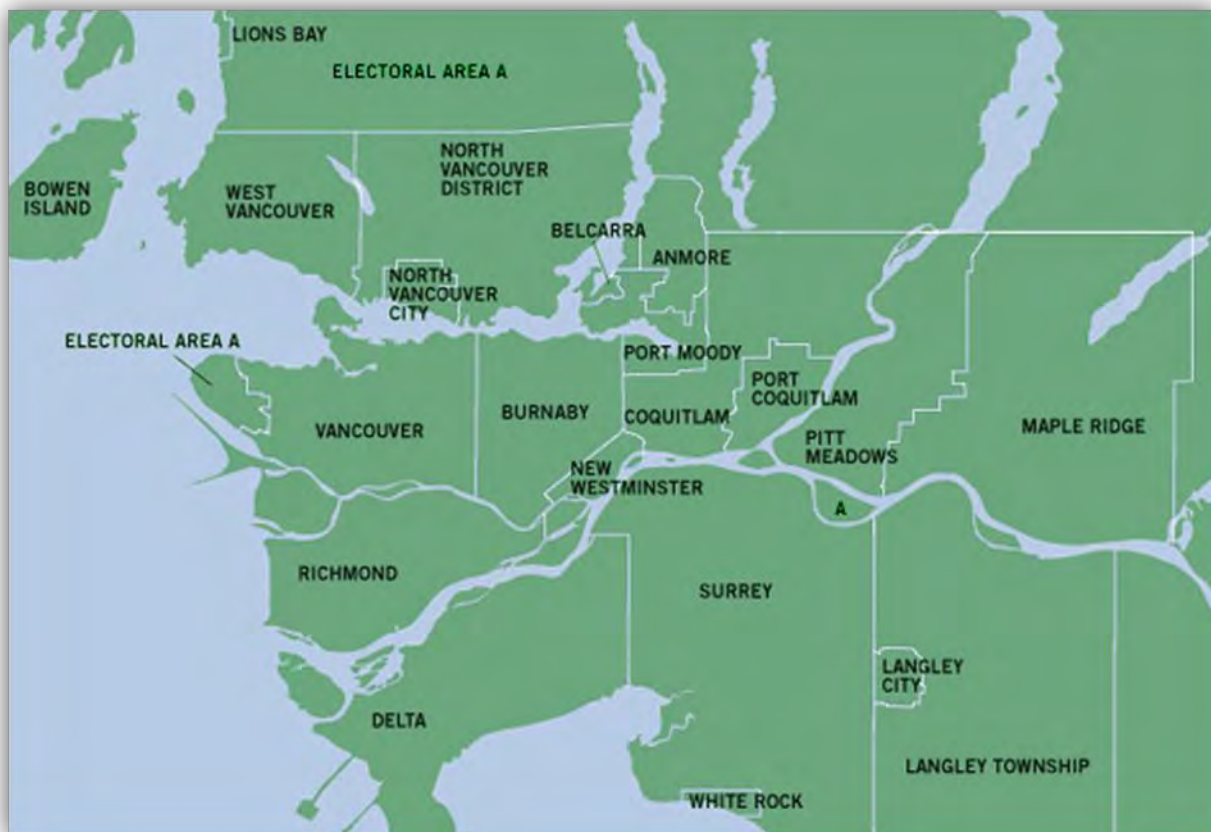 LIONS BAY
ELECTORAL AREA A
NORTH
VANCOUVER
DISTRICT
BOWEN
ISLAND
WEST
VANCOUVER
BELCARRA
ANMORE
NORTH
VANCOUVER
CITY
ELECTORAL AREA A
PORT MOODY
PORT
COQUITLAM
BURNABY
COQUITLAM
VANCOUVER
MAPLE RIDGE
PITT
MEADOWS
NEW
WESTMINSTER
A
RICHMOND
SURREY
LANGLEY
CITY
DELTA
LANGLEY TOWNSHIP
WHITE ROCK